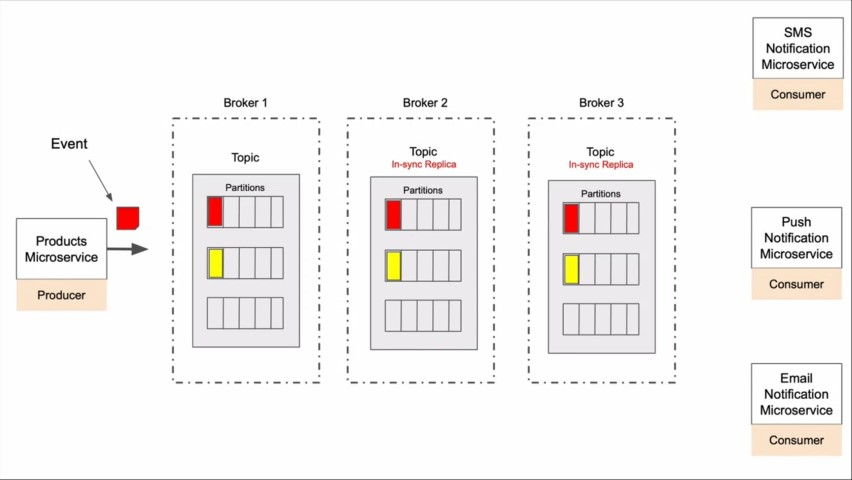 SMS
Notification
Microservice
Consumer
Broker 1
Broker 2
Broker 3
Event
Topic
Topic
In-sync Replica
Topic
In-sync Replica
Partitions
Partitions
Partitions
Products
Microservice
Producer
Push
Notification
Microservice
Consumer
Email
Notification
Microservice
Consumer